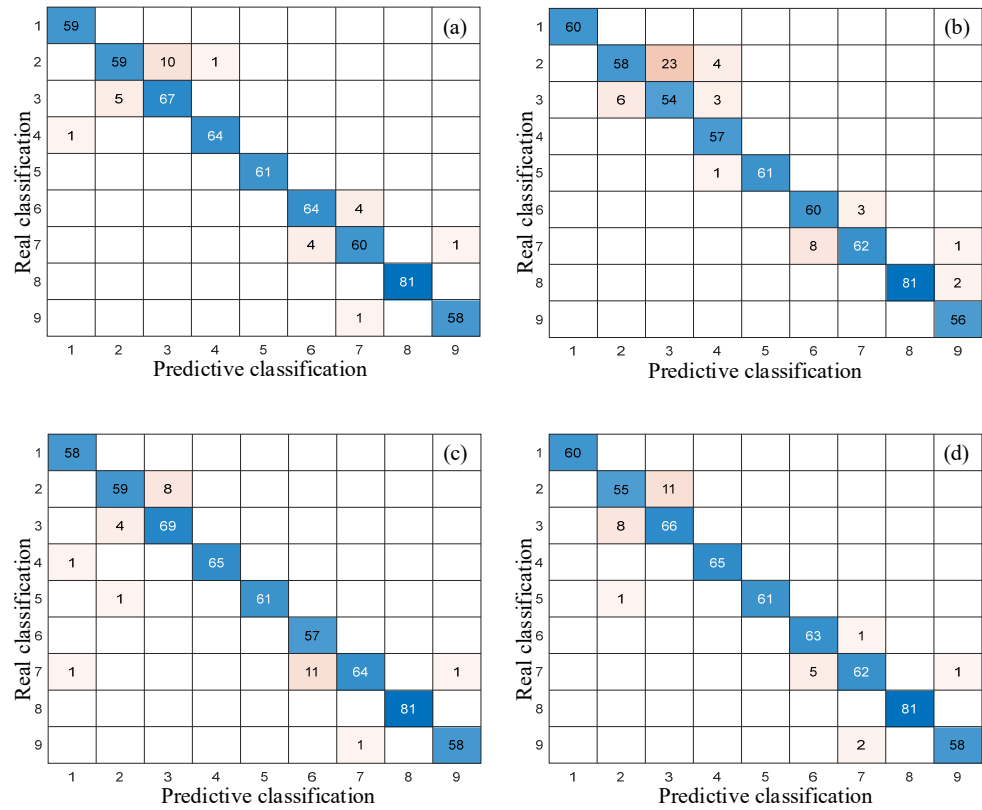 (a)
Real classification
1 59
2 59 10 1
3 5 67
4 1 64
5 61
6 64 4
7 4 60 1
8 81
9 1 58
1 2 3 4 5 6 7 8 9
Predictive classification
(b)
Real classification
1 60
2 58 23 4
3 6 54 3
4 57
5 1 61
6 60 3
7 8 62 1
8 81 2
9 56
1 2 3 4 5 6 7 8 9
Predictive classification
(c)
Real classification
1 58
2 59 8
3 4 69
4 1 65
5 1 61
6 57
7 1 11 64 1
8 81
9 1 58
1 2 3 4 5 6 7 8 9
Predictive classification
(d)
Real classification
1 60
2 55 11
3 8 66
4 65
5 1 61
6 63 1
7 5 62 1
8 81
9 2 58
1 2 3 4 5 6 7 8 9
Predictive classification